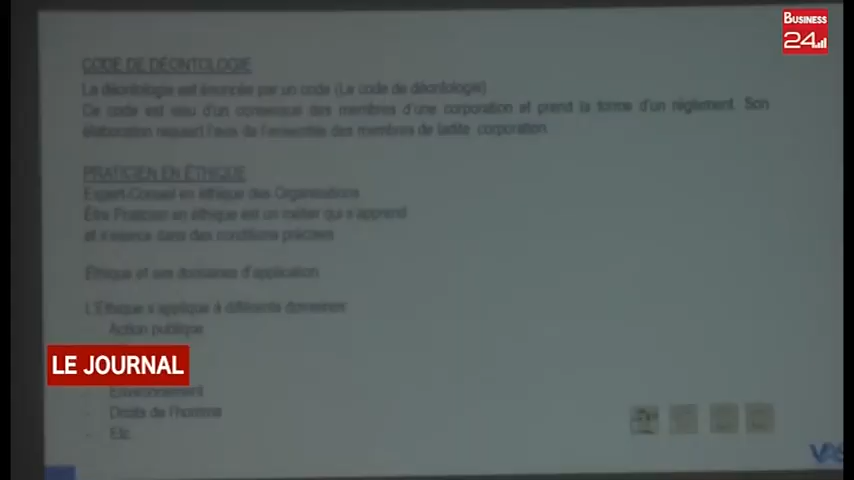 BUSINESS
24
CODE DE DÉONTOLOGIE
La déontologie est énoncée par un code (Le code de déontologie)
Ce code est issu d'un consensus des membres d'une corporation et prend la forme d'un règlement. Son
élaboration requiert l'avis de l'ensemble des membres de ladite corporation.
PRATICIEN EN ÉTHIQUE
Expert-Conseil en éthique des Organisations
Être Praticien en éthique est un métier qui s'apprend
et s'exerce dans des conditions précises
Éthique et ses domaines d'application
L'Éthique s'applique à différents domaines
Action publique
LE JOURNAL
Environnement
- Droits de l'homme
- Etc.